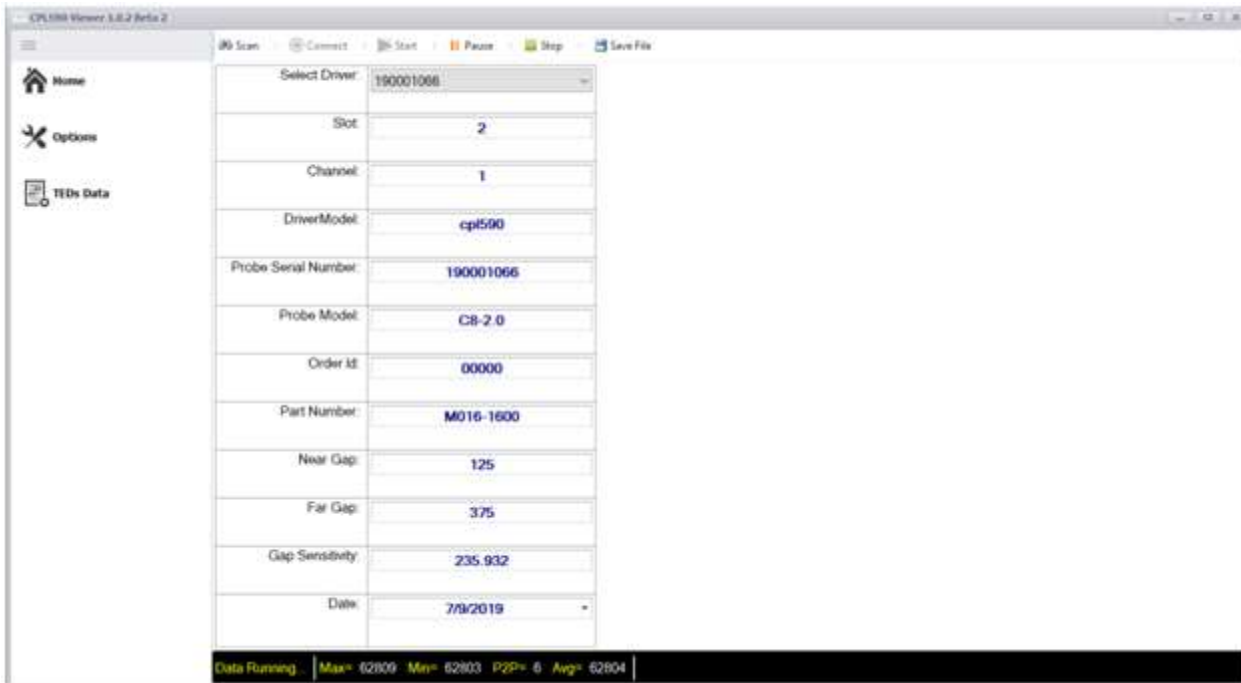 CPL590 Viewer 1.0.2 Beta 2
Scan Connect Start Pause Stop Save File
Home
Options
TEDs Data
Select Driver: 190001066
Slot: 2
Channel: 1
DriverModel: cpl590
Probe Serial Number: 190001066
Probe Model: C8-2.0
Order Id: 00000
Part Number: M016-1600
Near Gap: 125
Far Gap: 375
Gap Sensitivity: 235.932
Date: 7/9/2019
Data Running... Max= 62809 Min= 62803 P2P= 6 Avg= 62804